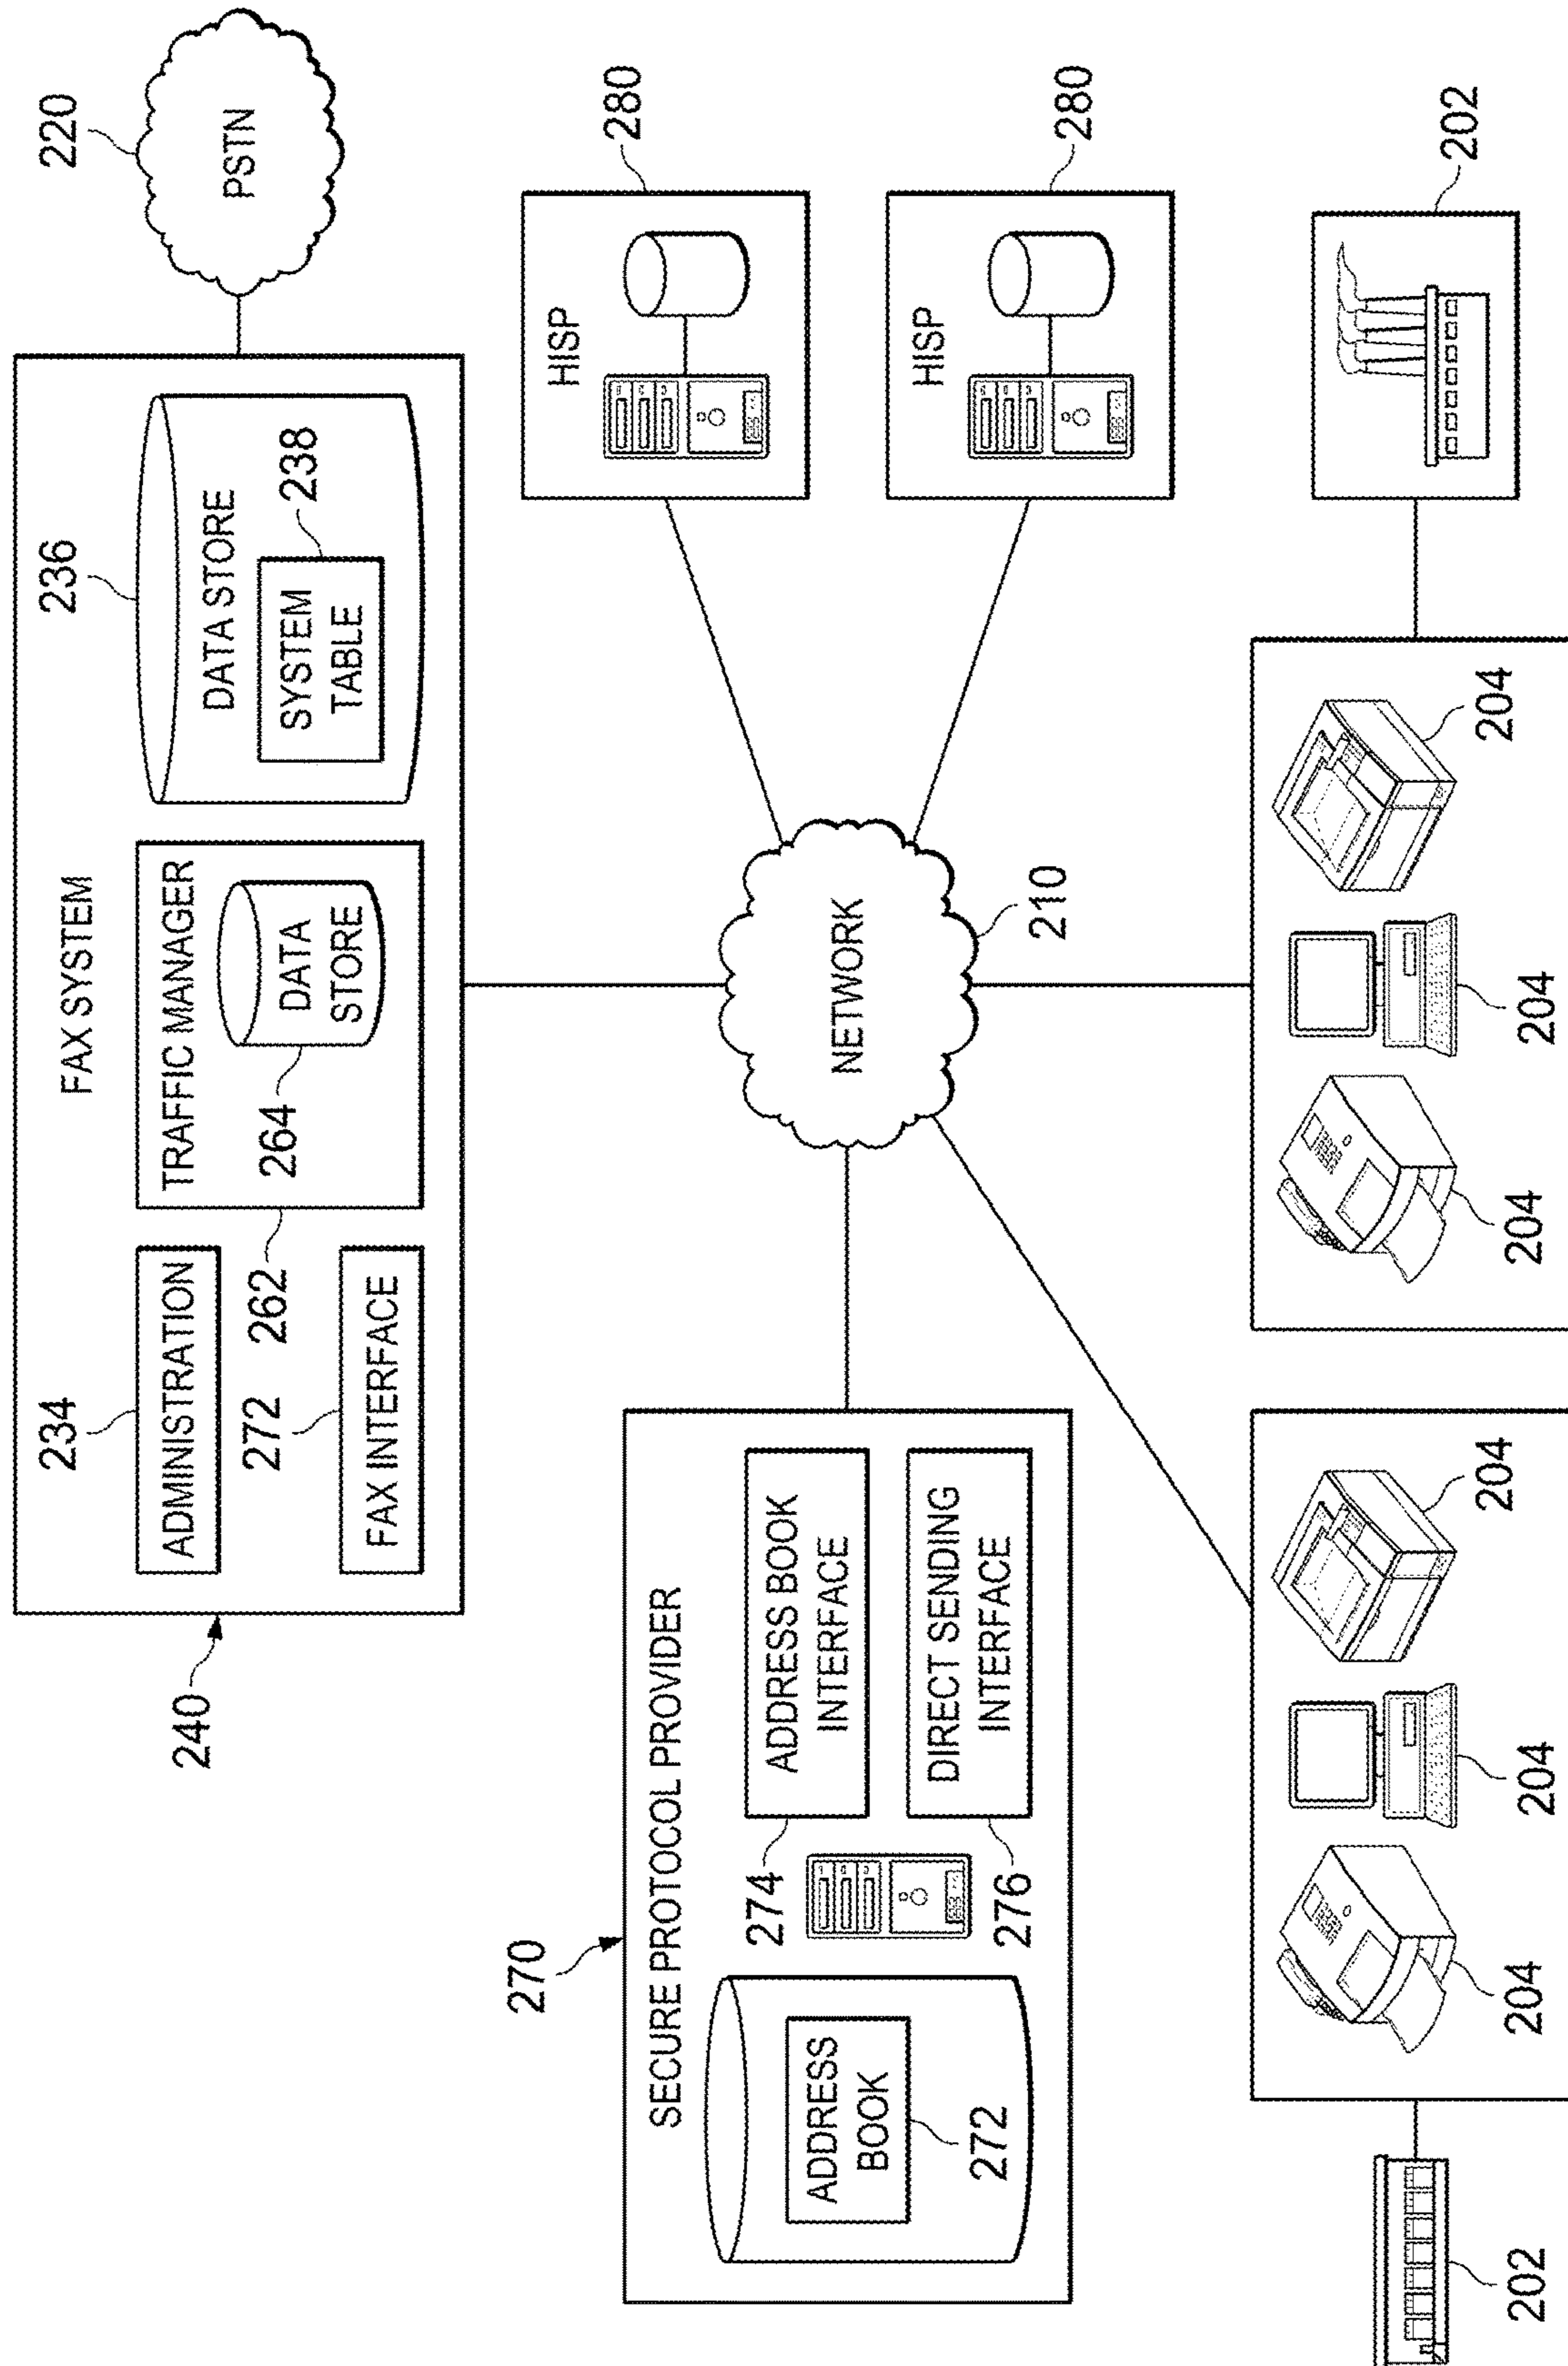 240
FAX SYSTEM
234
ADMINISTRATION
272
FAX INTERFACE
262
TRAFFIC MANAGER
264
DATA
STORE
236
DATA STORE
SYSTEM
TABLE
238
220
PSTN
270
SECURE PROTOCOL PROVIDER
ADDRESS
BOOK
272
274
ADDRESS BOOK
INTERFACE
276
DIRECT SENDING
INTERFACE
NETWORK
210
HISP
280
HISP
280
202
204
204
204
204
204
204
202